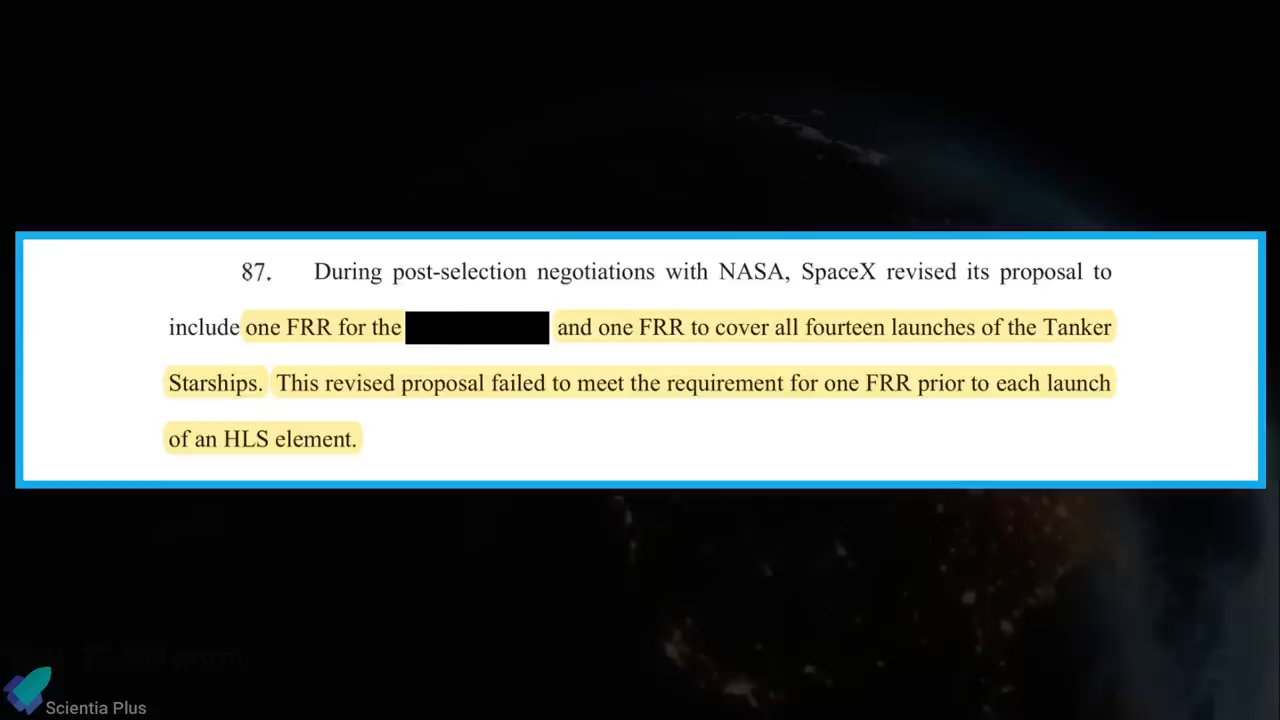 87. During post-selection negotiations with NASA, SpaceX revised its proposal to
include one FRR for the and one FRR to cover all fourteen launches of the Tanker
Starships. This revised proposal failed to meet the requirement for one FRR prior to each launch
of an HLS element.
Scientia Plus